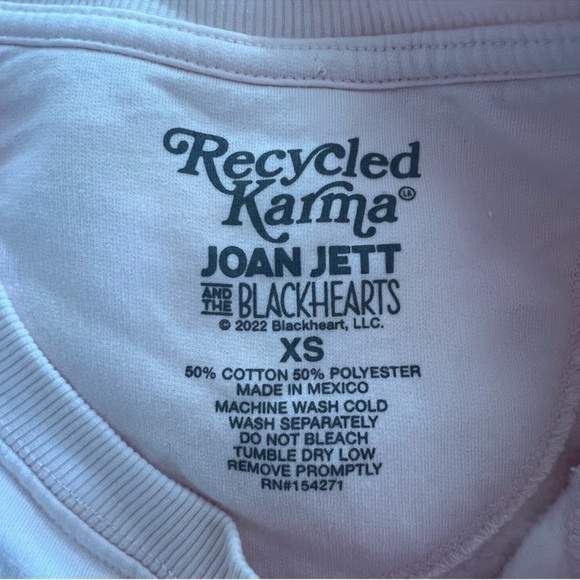 Recycled
Karma
JOAN JETT
AND THE BLACKHEARTS
© 2022 Blackheart, LLC.
XS
50% COTTON 50% POLYESTER
MADE IN MEXICO
MACHINE WASH COLD
WASH SEPARATELY
DO NOT BLEACH
TUMBLE DRY LOW
REMOVE PROMPTLY
RN#154271